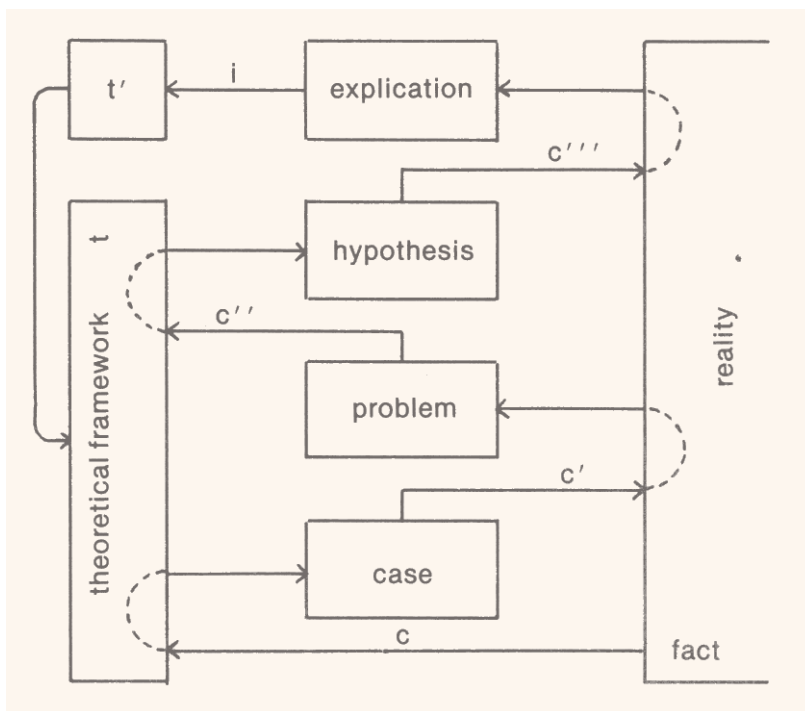 t′
i
explication
c′′′
hypothesis
t
theoretical framework
c′′
problem
reality
c′
case
c
fact